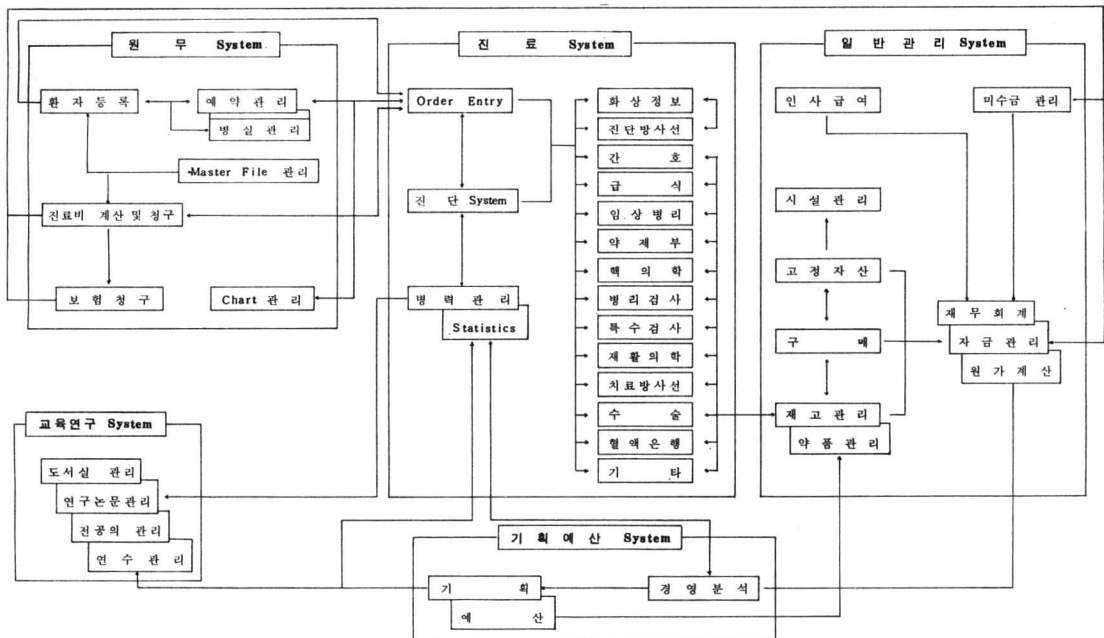 원 무 System
환자등록
예약관리
병실관리
Master File 관리
진료비 계산 및 청구
보험청구
Chart 관리
진 료 System
Order Entry
진 단 System
병력관리
Statistics
화상정보
진단방사선
간 호
급 식
임상병리
약제부
핵의학
병리검사
특수검사
재활의학
치료방사선
수 술
혈액은행
기 타
일반관리 System
인사급여
미수금 관리
시설관리
고정자산
구 매
재고관리
약품관리
재무회계
자금관리
원가계산
교육연구 System
도서실 관리
연구논문관리
전공의 관리
연수관리
기획예산 System
기 획
예 산
경영분석